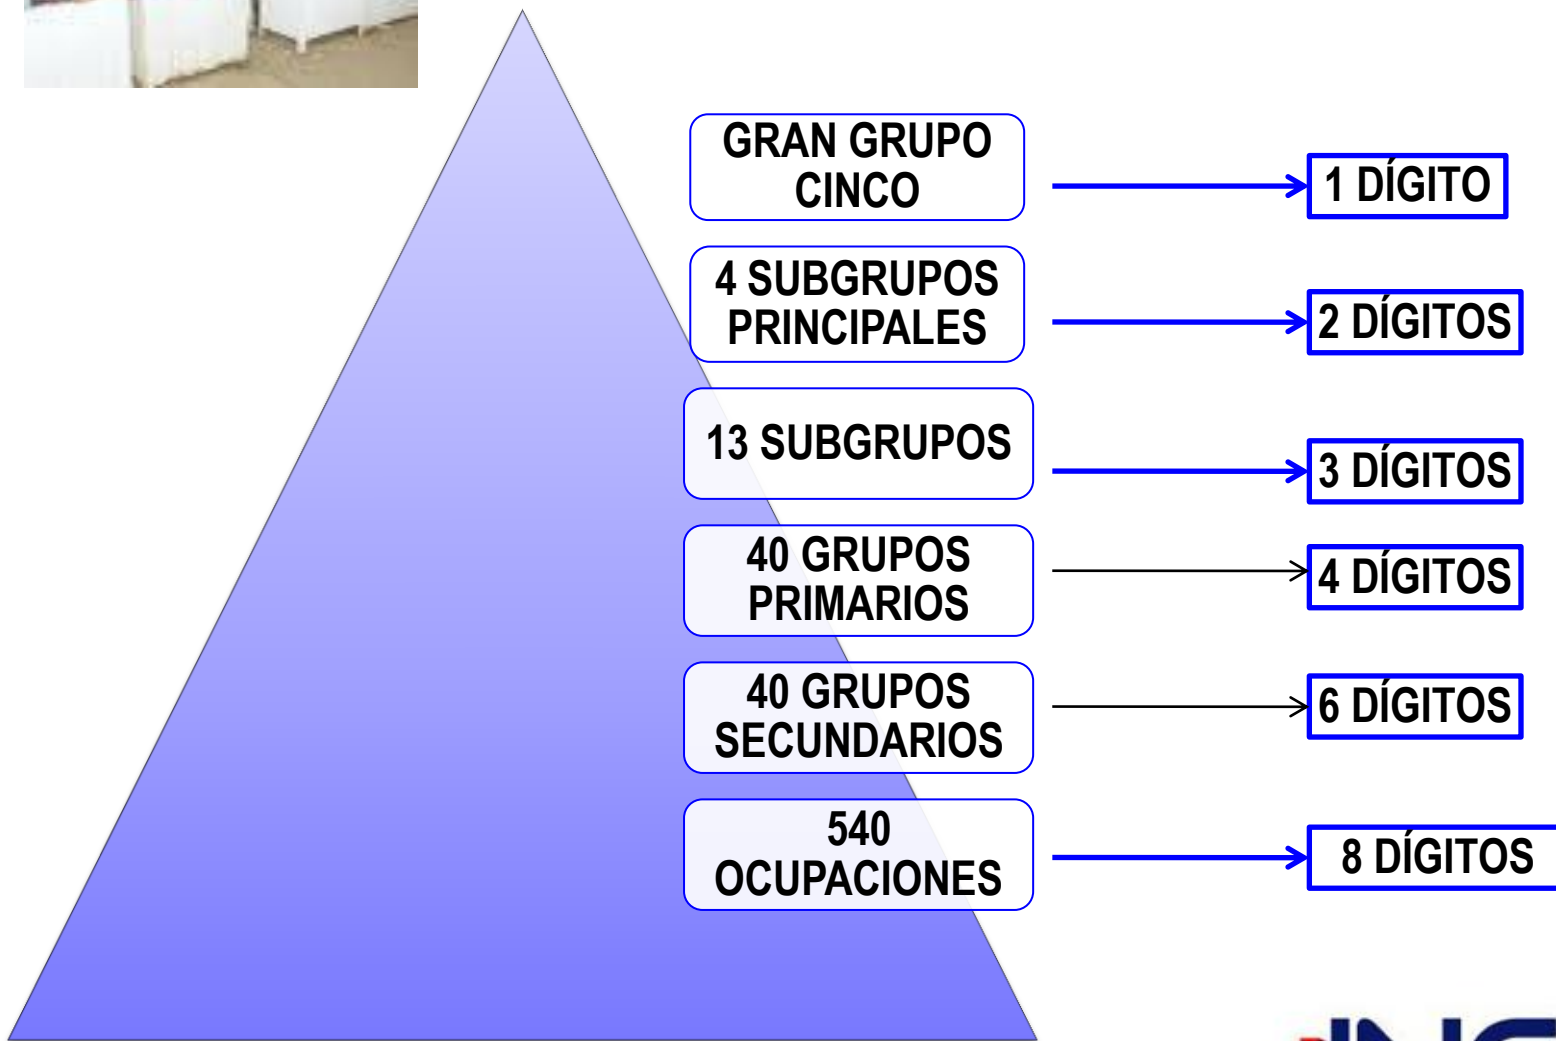 GRAN GRUPO
CINCO
1 DÍGITO
4 SUBGRUPOS
PRINCIPALES
2 DÍGITOS
13 SUBGRUPOS
3 DÍGITOS
40 GRUPOS
PRIMARIOS
4 DÍGITOS
40 GRUPOS
SECUNDARIOS
6 DÍGITOS
540
OCUPACIONES
8 DÍGITOS